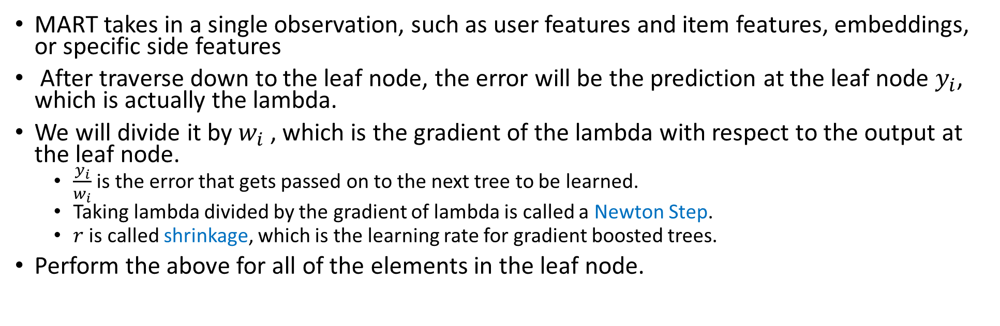 • MART takes in a single observation, such as user features and item features, embeddings,
or specific side features
• After traverse down to the leaf node, the error will be the prediction at the leaf node yᵢ,
which is actually the lambda.
• We will divide it by wᵢ , which is the gradient of the lambda with respect to the output at
the leaf node.
• yᵢ/wᵢ is the error that gets passed on to the next tree to be learned.
• Taking lambda divided by the gradient of lambda is called a Newton Step.
• r is called shrinkage, which is the learning rate for gradient boosted trees.
• Perform the above for all of the elements in the leaf node.